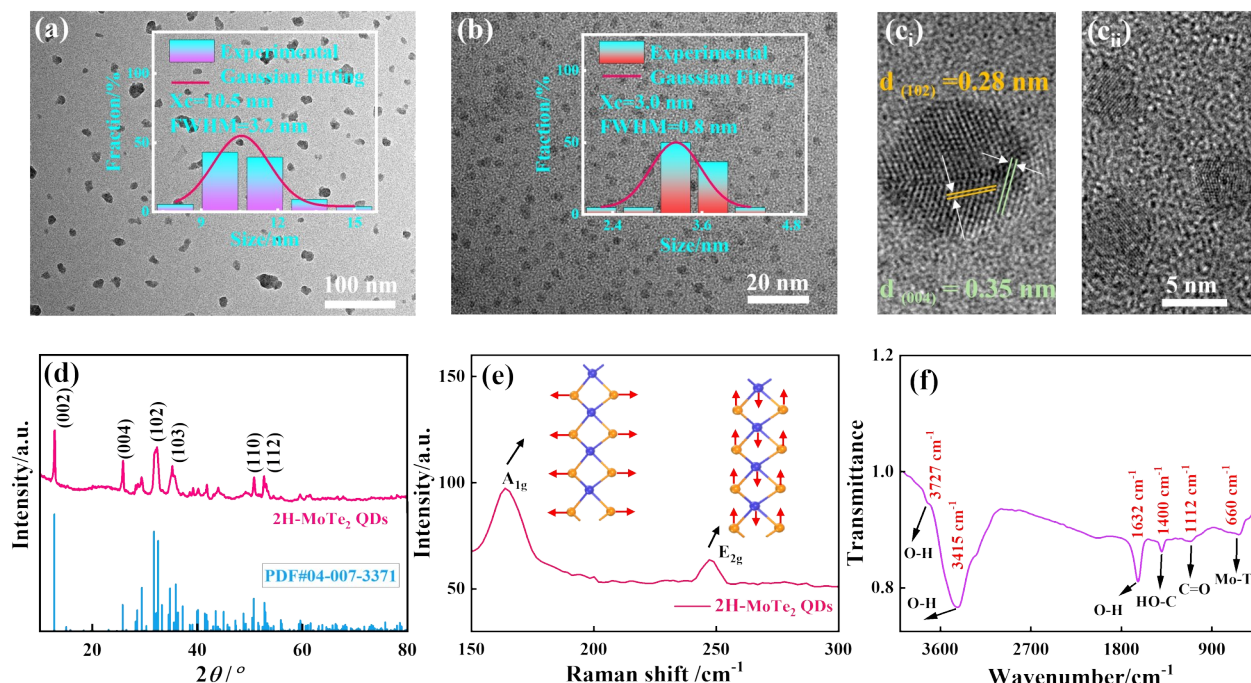 (a)
Experimental
Gaussian Fitting
Xc=10.5 nm
FWHM=3.2 nm
Fraction/%
100
50
0
9
12
15
Size/nm
100 nm
(b)
Experimental
Gaussian Fitting
Xc=3.0 nm
FWHM=0.8 nm
Ftaction/%
100
50
0
2.4
3.6
4.8
Size/nm
20 nm
(ci)
d (102) = 0.28 nm
d (004) = 0.35 nm
(cii)
5 nm
(d)
(002)
(004)
(102)
(103)
(110)
(112)
2H-MoTe2 QDs
PDF#04-007-3371
Intensity/a.u.
20
40
60
80
2θ/°
(e)
150
100
50
A1g
E2g
2H-MoTe2 QDs
Intensity/a.u.
150
200
250
300
Raman shift /cm-1
(f)
1.2
1.0
0.8
Transmittance
3727 cm-1
3415 cm-1
1632 cm-1
1400 cm-1
1112 cm-1
660 cm-1
O-H
O-H
O-H
HO-C
C=O
Mo-T
3600
2700
1800
900
Wavenumber/cm-1